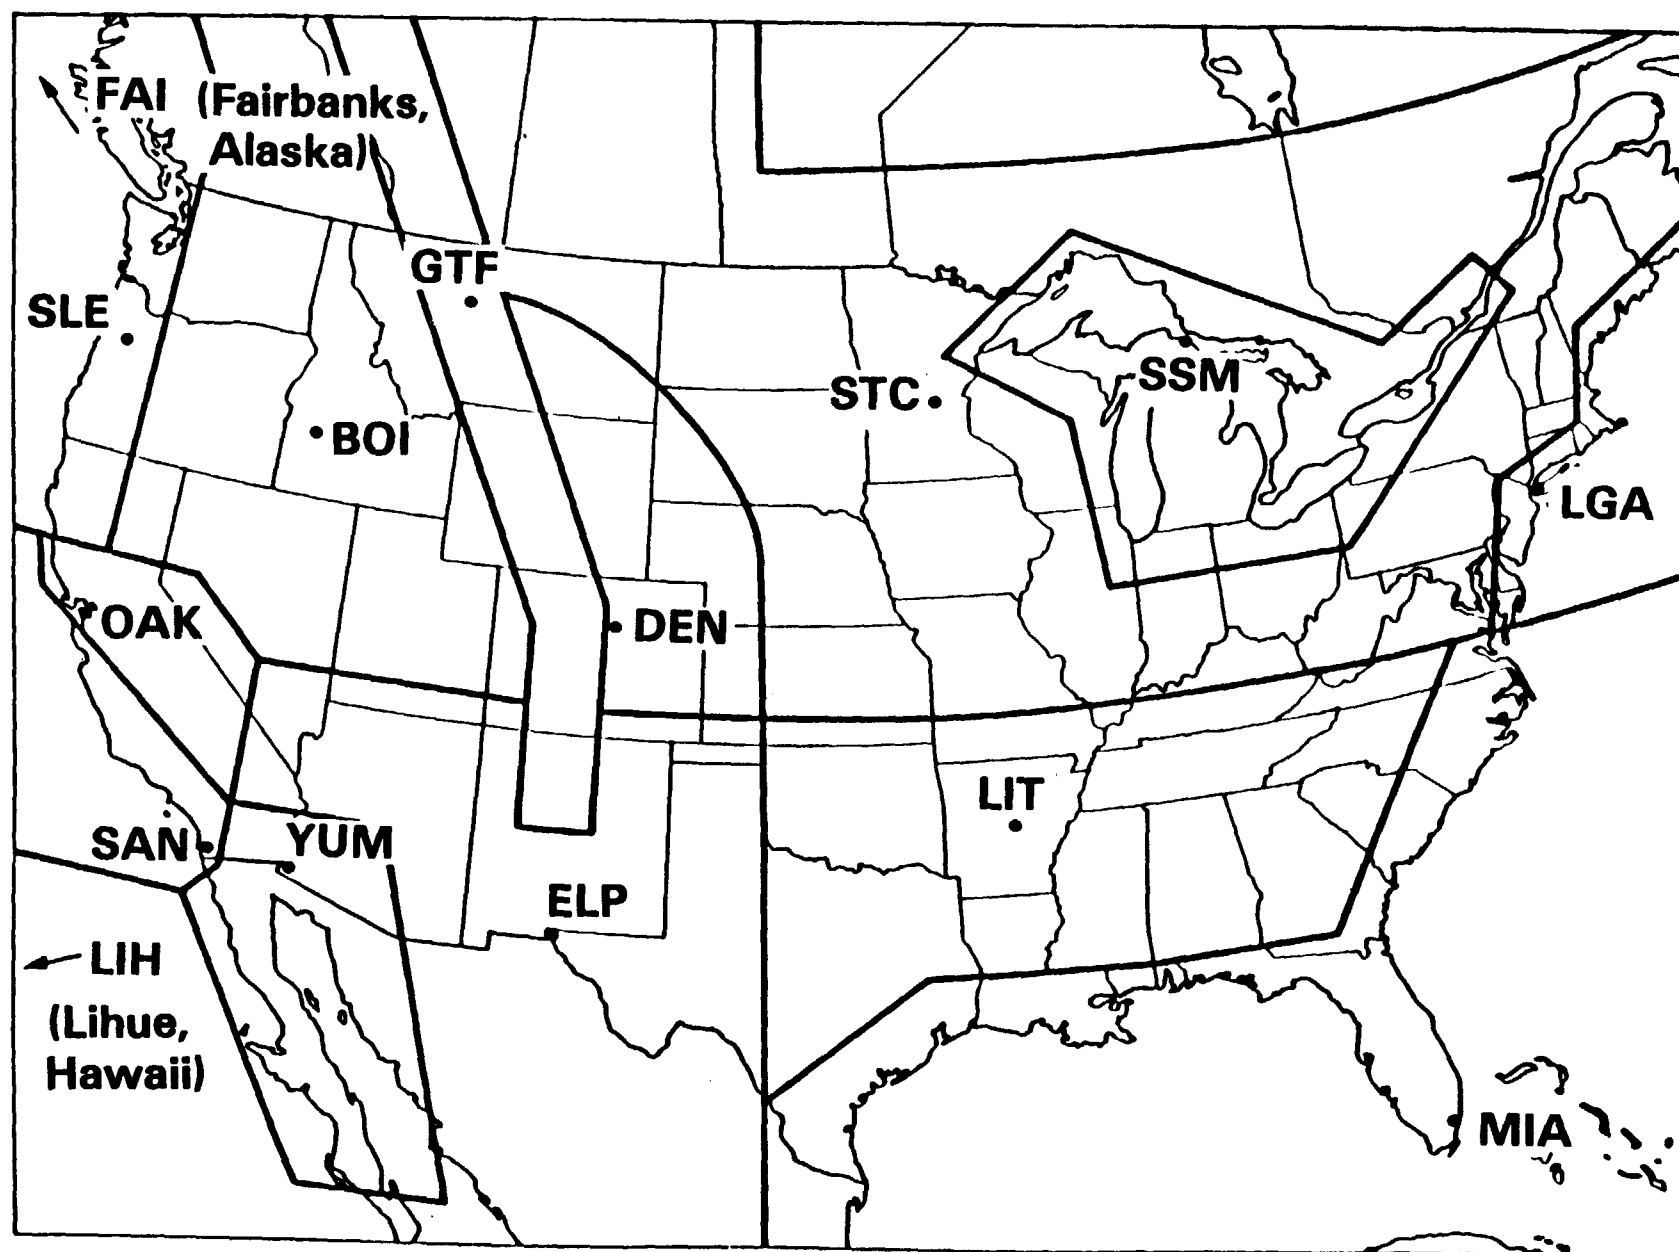 FAI (Fairbanks,
Alaska)
GTF
SLE
STC
SSM
BOI
LGA
OAK
DEN
LIT
SAN
YUM
ELP
LIH
(Lihue,
Hawaii)
MIA